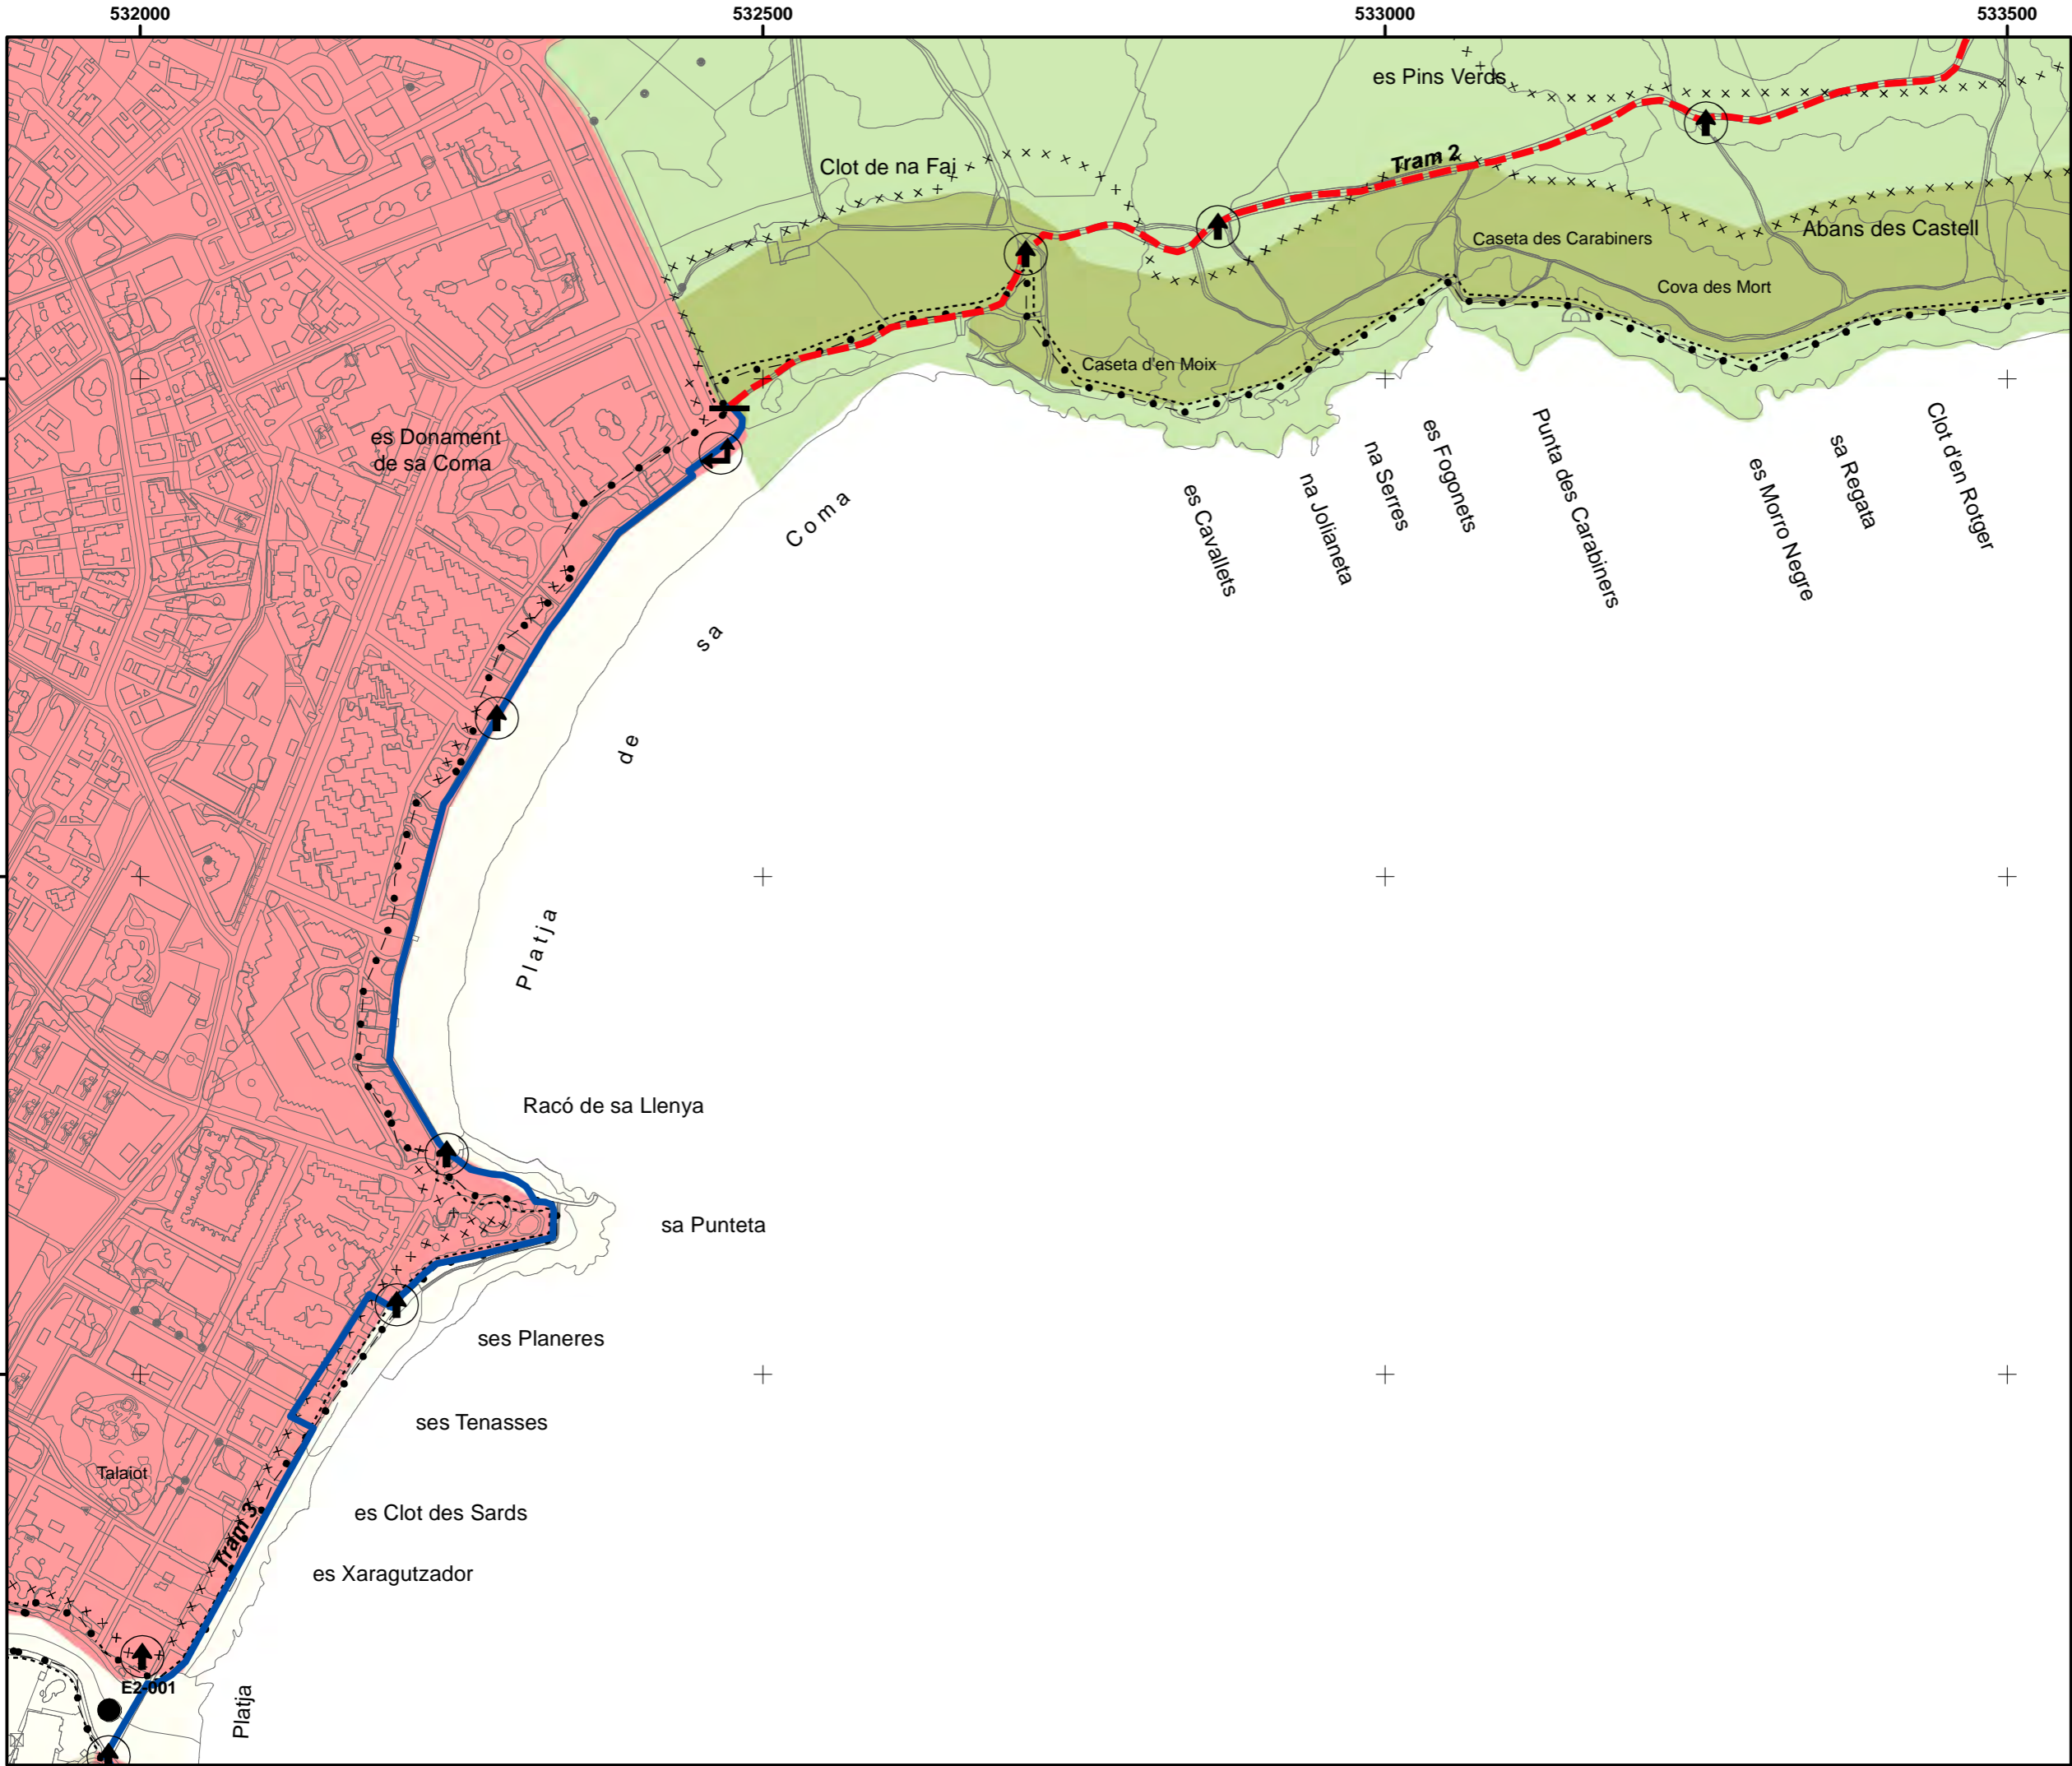 532000
532500
533000
533500
es Pins Verds
Tram 2
Clot de na Fai
Abans des Castell
Caseta des Carabiners
Cova des Mort
Caseta d'en Moix
es Donament
de sa Coma
es Cavallets
na Jolianeta
na Serres
es Fogonets
Punta des Carabiners
es Morro Negre
sa Regata
Clot d'en Rotger
Platja
de
sa
Coma
Racó de sa Llenya
sa Punteta
ses Planeres
ses Tenasses
Talaiot
es Clot des Sards
Tram 3
es Xaragutzador
E2-001
Platja